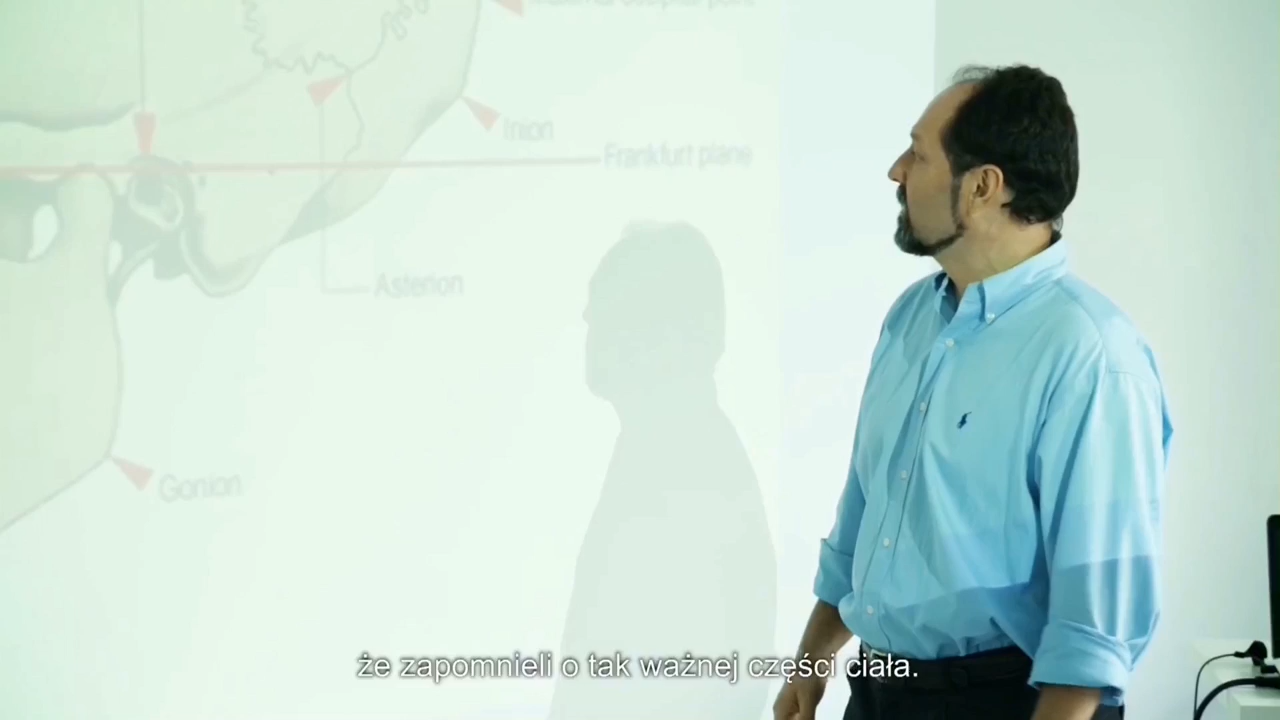 Inion
Frankfurt plane
Asterion
Gonion
że zapomnieli o tak ważnej części ciała.